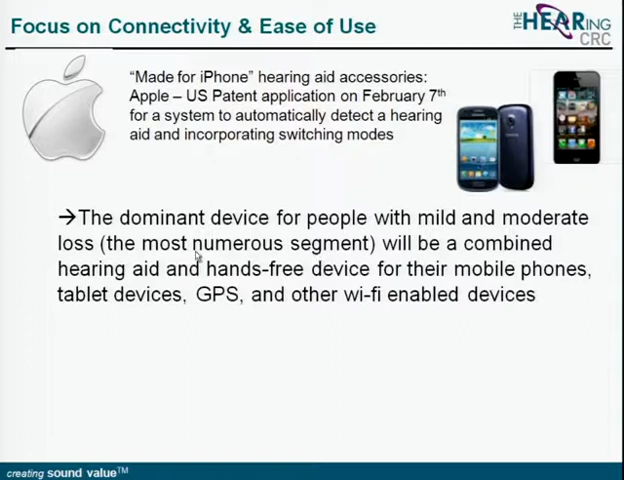 Focus on Connectivity & Ease of Use
THE HEARING
CRC
“Made for iPhone” hearing aid accessories:
Apple – US Patent application on February 7th
for a system to automatically detect a hearing
aid and incorporating switching modes
→The dominant device for people with mild and moderate
loss (the most numerous segment) will be a combined
hearing aid and hands-free device for their mobile phones,
tablet devices, GPS, and other wi-fi enabled devices
creating sound value™